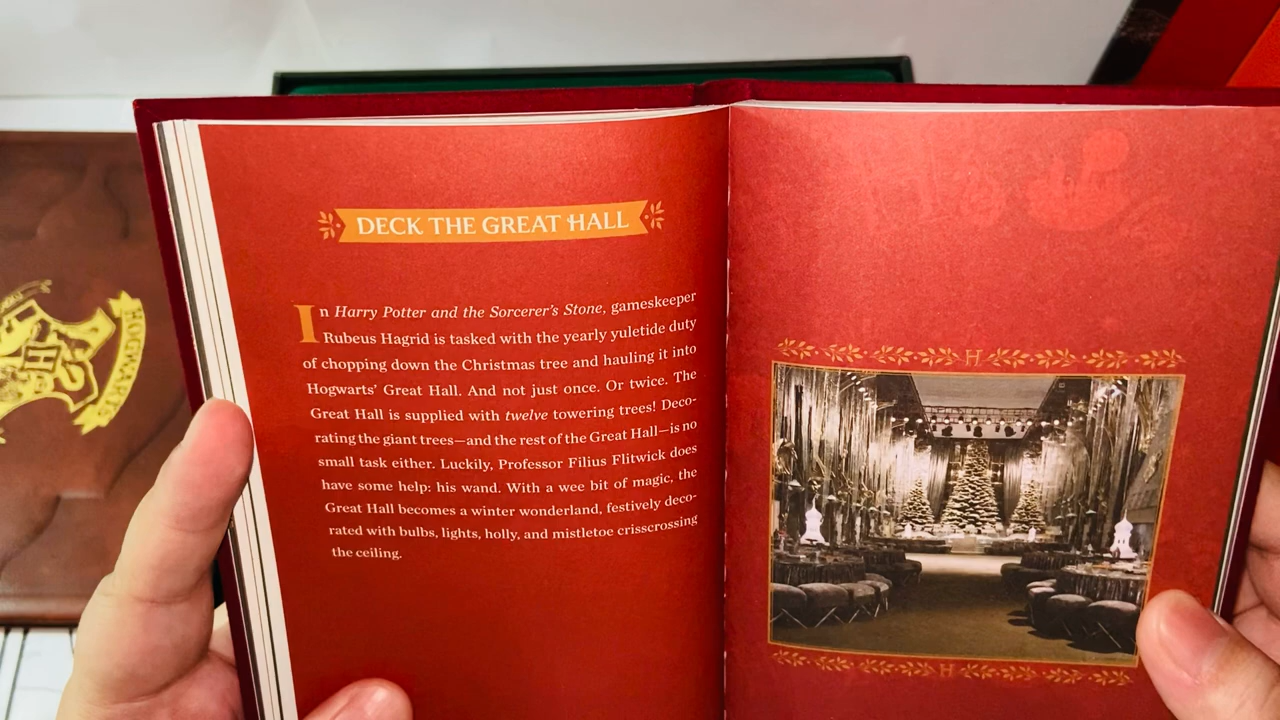 DECK THE GREAT HALL
In Harry Potter and the Sorcerer's Stone, gameskeeper
Rubeus Hagrid is tasked with the yearly yuletide duty
of chopping down the Christmas tree and hauling it into
Hogwarts' Great Hall. And not just once. Or twice. The
Great Hall is supplied with twelve towering trees! Deco-
rating the giant trees—and the rest of the Great Hall—is no
small task either. Luckily, Professor Filius Flitwick does
have some help: his wand. With a wee bit of magic, the
Great Hall becomes a winter wonderland, festively deco-
rated with bulbs, lights, holly, and mistletoe crisscrossing
the ceiling.
H
H
HOGWARTS
H